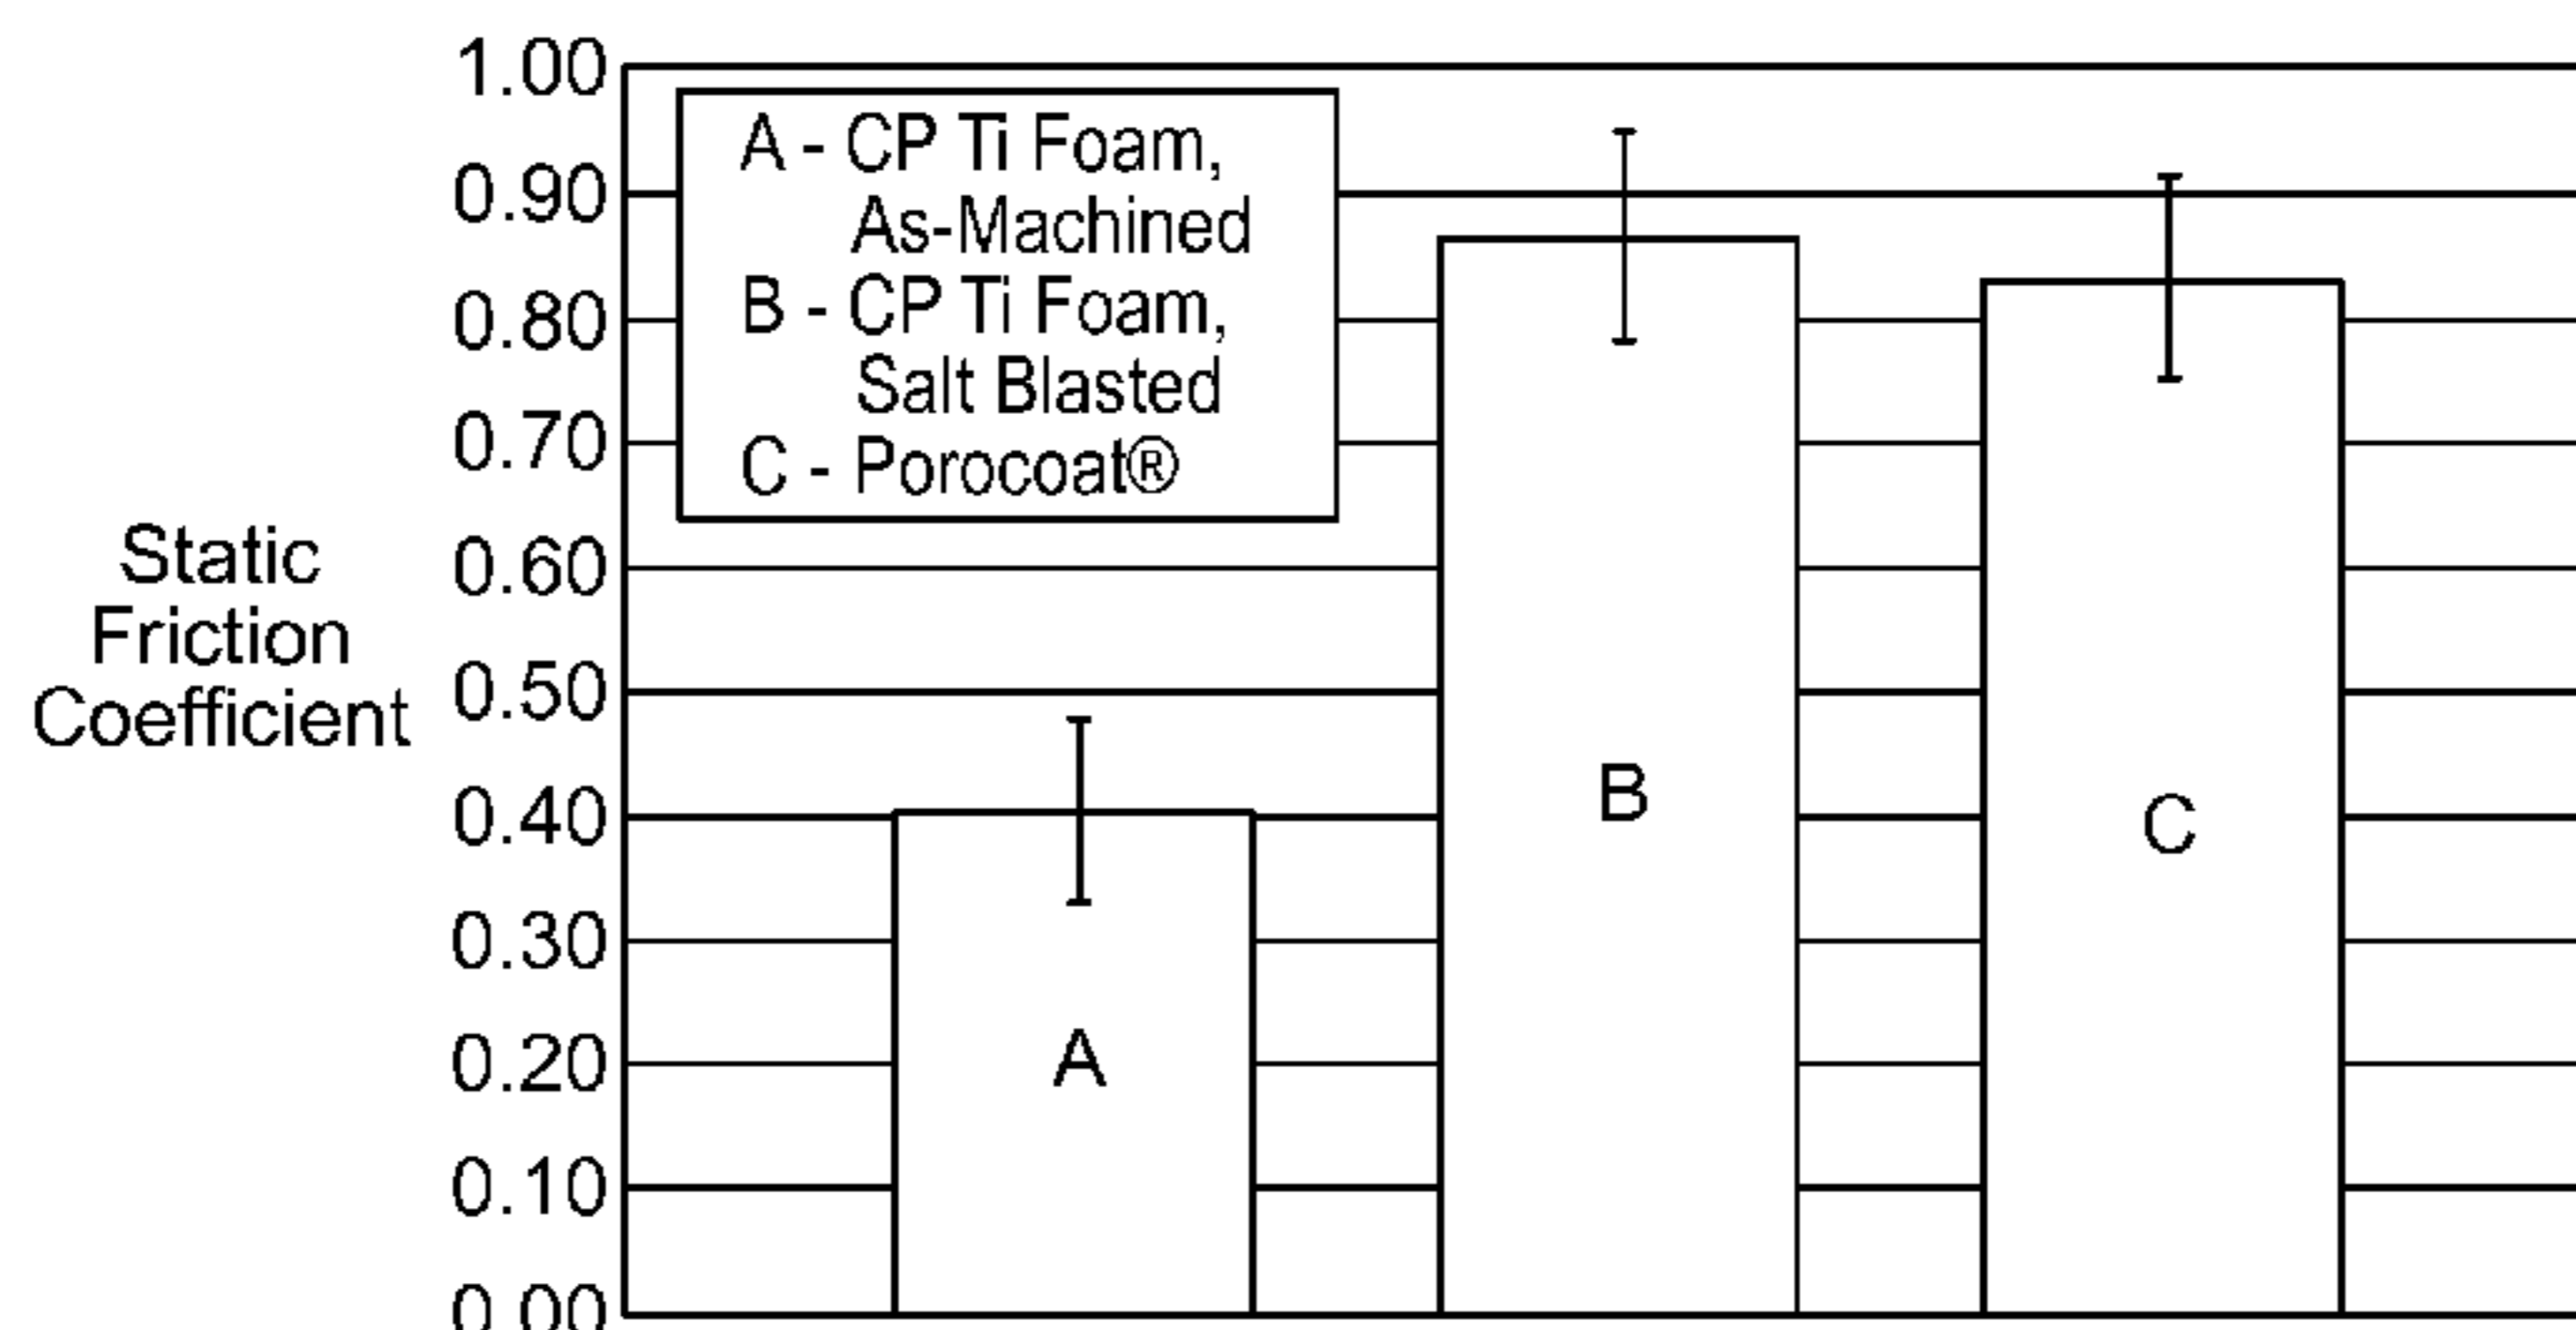 1.00
A - CP Ti Foam,
As-Machined
B - CP Ti Foam,
Salt Blasted
C - Porocoat®
0.90
0.80
0.70
0.60
0.50
0.40
0.30
0.20
0.10
0.00
Static
Friction
Coefficient
A
B
C